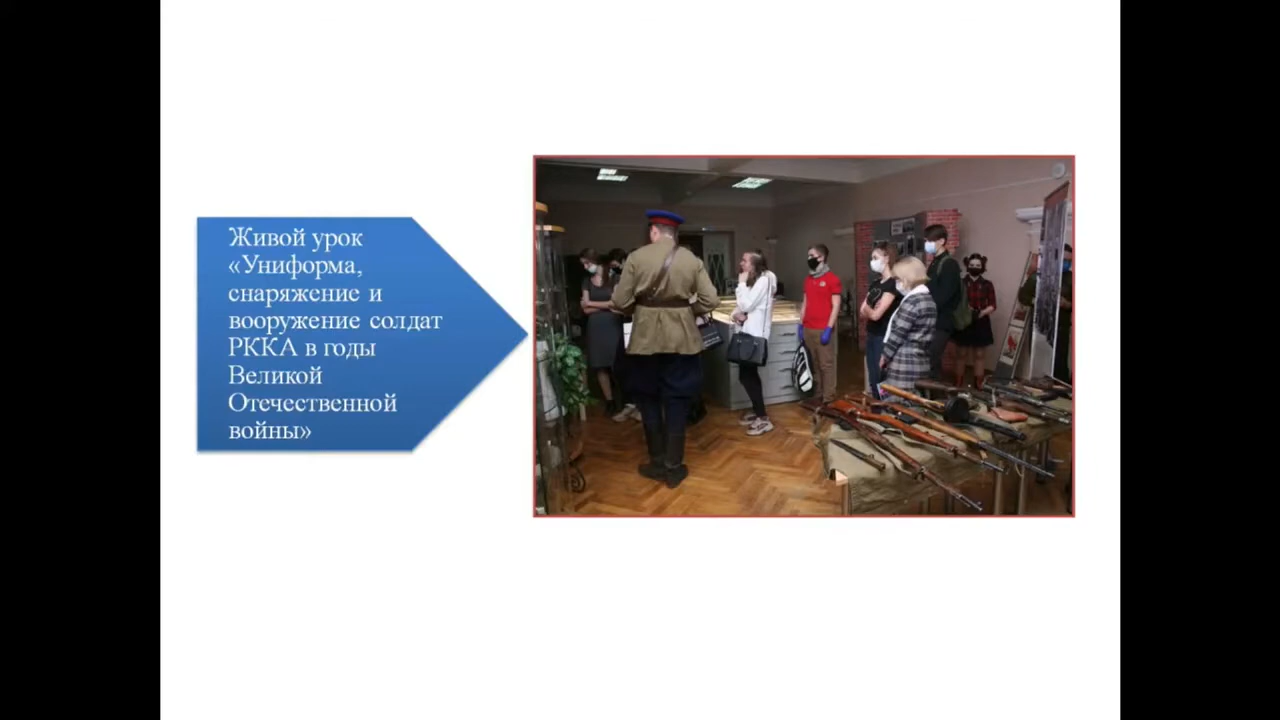 Живой урок
«Униформа,
снаряжение и
вооружение солдат
РККА в годы
Великой
Отечественной
войны»